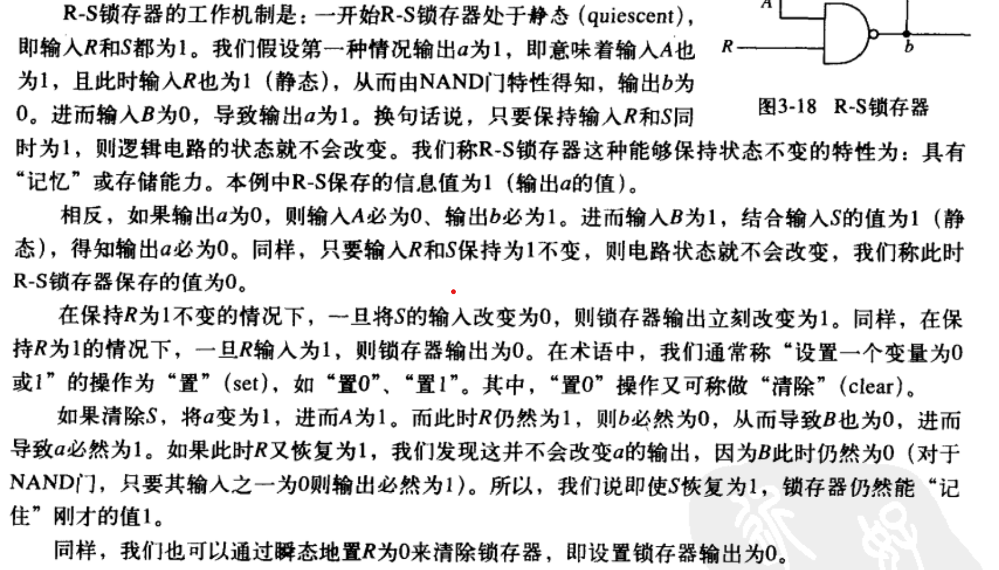 R-S锁存器的工作机制是：一开始R-S锁存器处于静态（quiescent），
即输入R和S都为1。我们假设第一种情况输出a为1，即意味着输入A也
为1，且此时输入R也为1（静态），从而由NAND门特性得知，输出b为
0。进而输入B为0，导致输出a为1。换句话说，只要保持输入R和S同
A
R
b
图3-18 R-S锁存器
时为1，则逻辑电路的状态就不会改变。我们称R-S锁存器这种能够保持状态不变的特性为：具有
“记忆”或存储能力。本例中R-S保存的信息值为1（输出a的值）。
相反，如果输出a为0，则输入A必为0、输出b必为1。进而输入B为1，结合输入S的值为1（静
态），得知输出a必为0。同样，只要输入R和S保持为1不变，则电路状态就不会改变，我们称此时
R-S锁存器保存的值为0。
在保持R为1不变的情况下，一旦将S的输入改变为0，则锁存器输出立刻改变为1。同样，在保
持R为1的情况下，一旦R输入为1，则锁存器输出为0。在术语中，我们通常称“设置一个变量为0
或1”的操作为“置”（set），如“置0”、“置1”。其中，“置0”操作又可称做“清除”（clear）。
如果清除S，将a变为1，进而A为1。而此时R仍然为1，则b必然为0，从而导致B也为0，进而
导致a必然为1。如果此时R又恢复为1，我们发现这并不会改变a的输出，因为B此时仍然为0（对于
NAND门，只要其输入之一为0则输出必然为1）。所以，我们说即使S恢复为1，锁存器仍然能“记
住”刚才的值1。
同样，我们也可以通过瞬态地置R为0来清除锁存器，即设置锁存器输出为0。